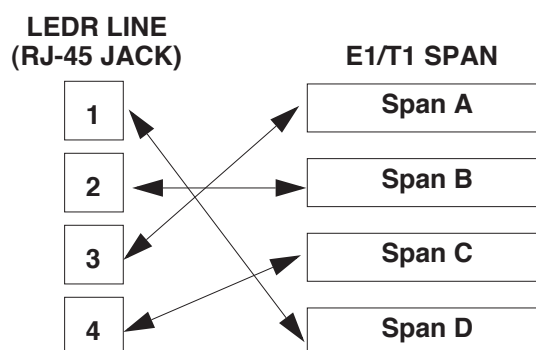 LEDR LINE
(RJ-45 JACK)
E1/T1 SPAN
1
Span A
2
Span B
3
Span C
4
Span D